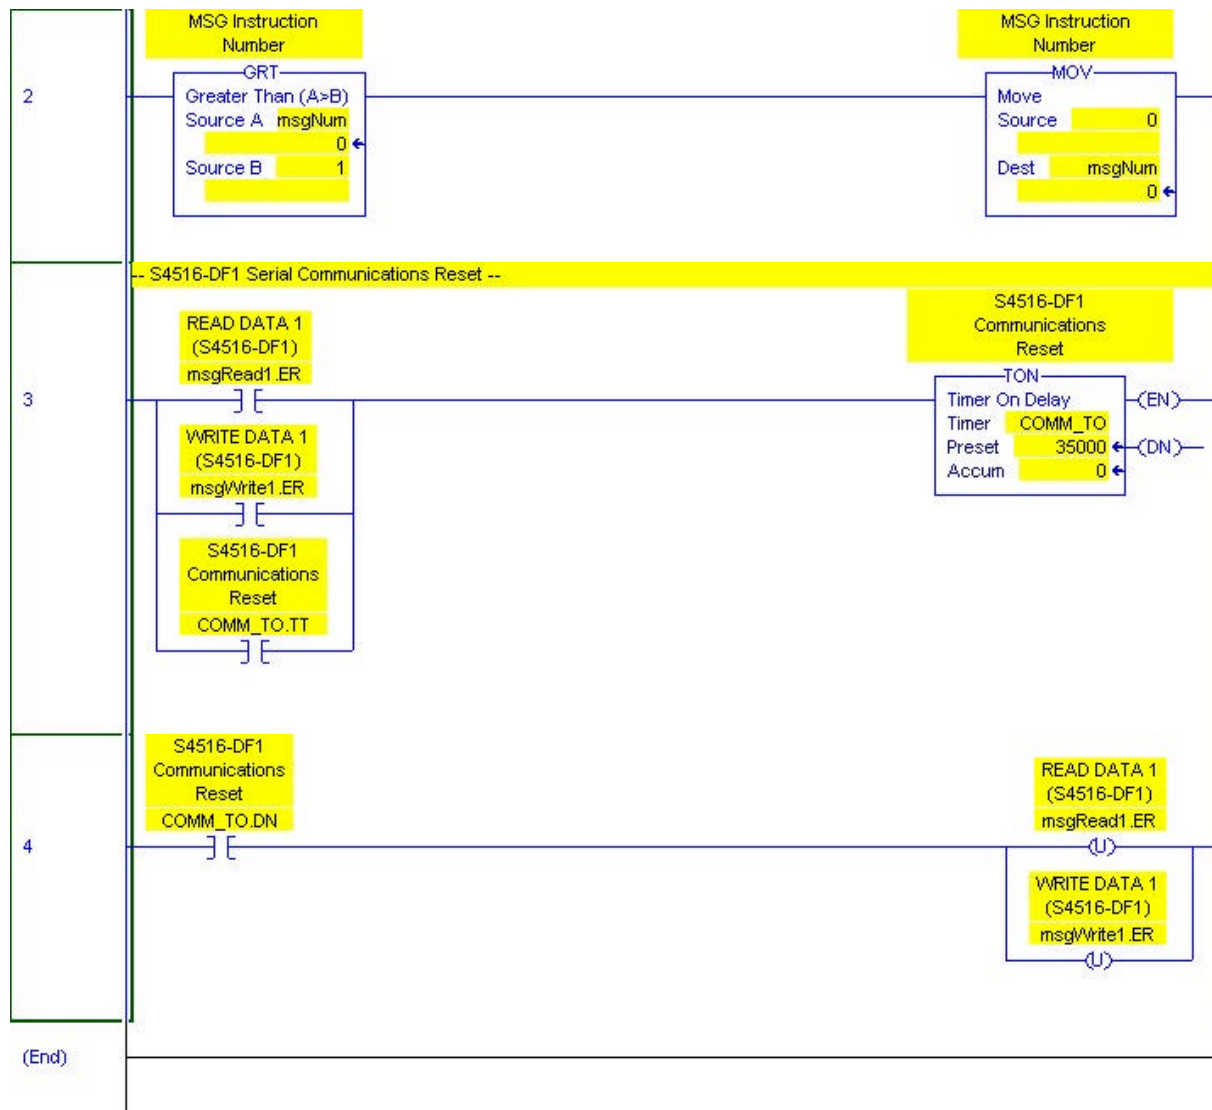 MSG Instruction
Number
GRT
Greater Than (A>B)
Source A msgNum
0
Source B 1
MSG Instruction
Number
MOV
Move
Source 0
Dest msgNum
0
2
-- S4516-DF1 Serial Communications Reset --
READ DATA 1
(S4516-DF1)
msgRead1.ER
WRITE DATA 1
(S4516-DF1)
msgWrite1.ER
S4516-DF1
Communications
Reset
COMM_TO.TT
S4516-DF1
Communications
Reset
TON
Timer On Delay
Timer COMM_TO
Preset 35000
Accum 0
(EN)
(DN)
3
S4516-DF1
Communications
Reset
COMM_TO.DN
READ DATA 1
(S4516-DF1)
msgRead1.ER
(U)
WRITE DATA 1
(S4516-DF1)
msgWrite1.ER
(U)
4
(End)